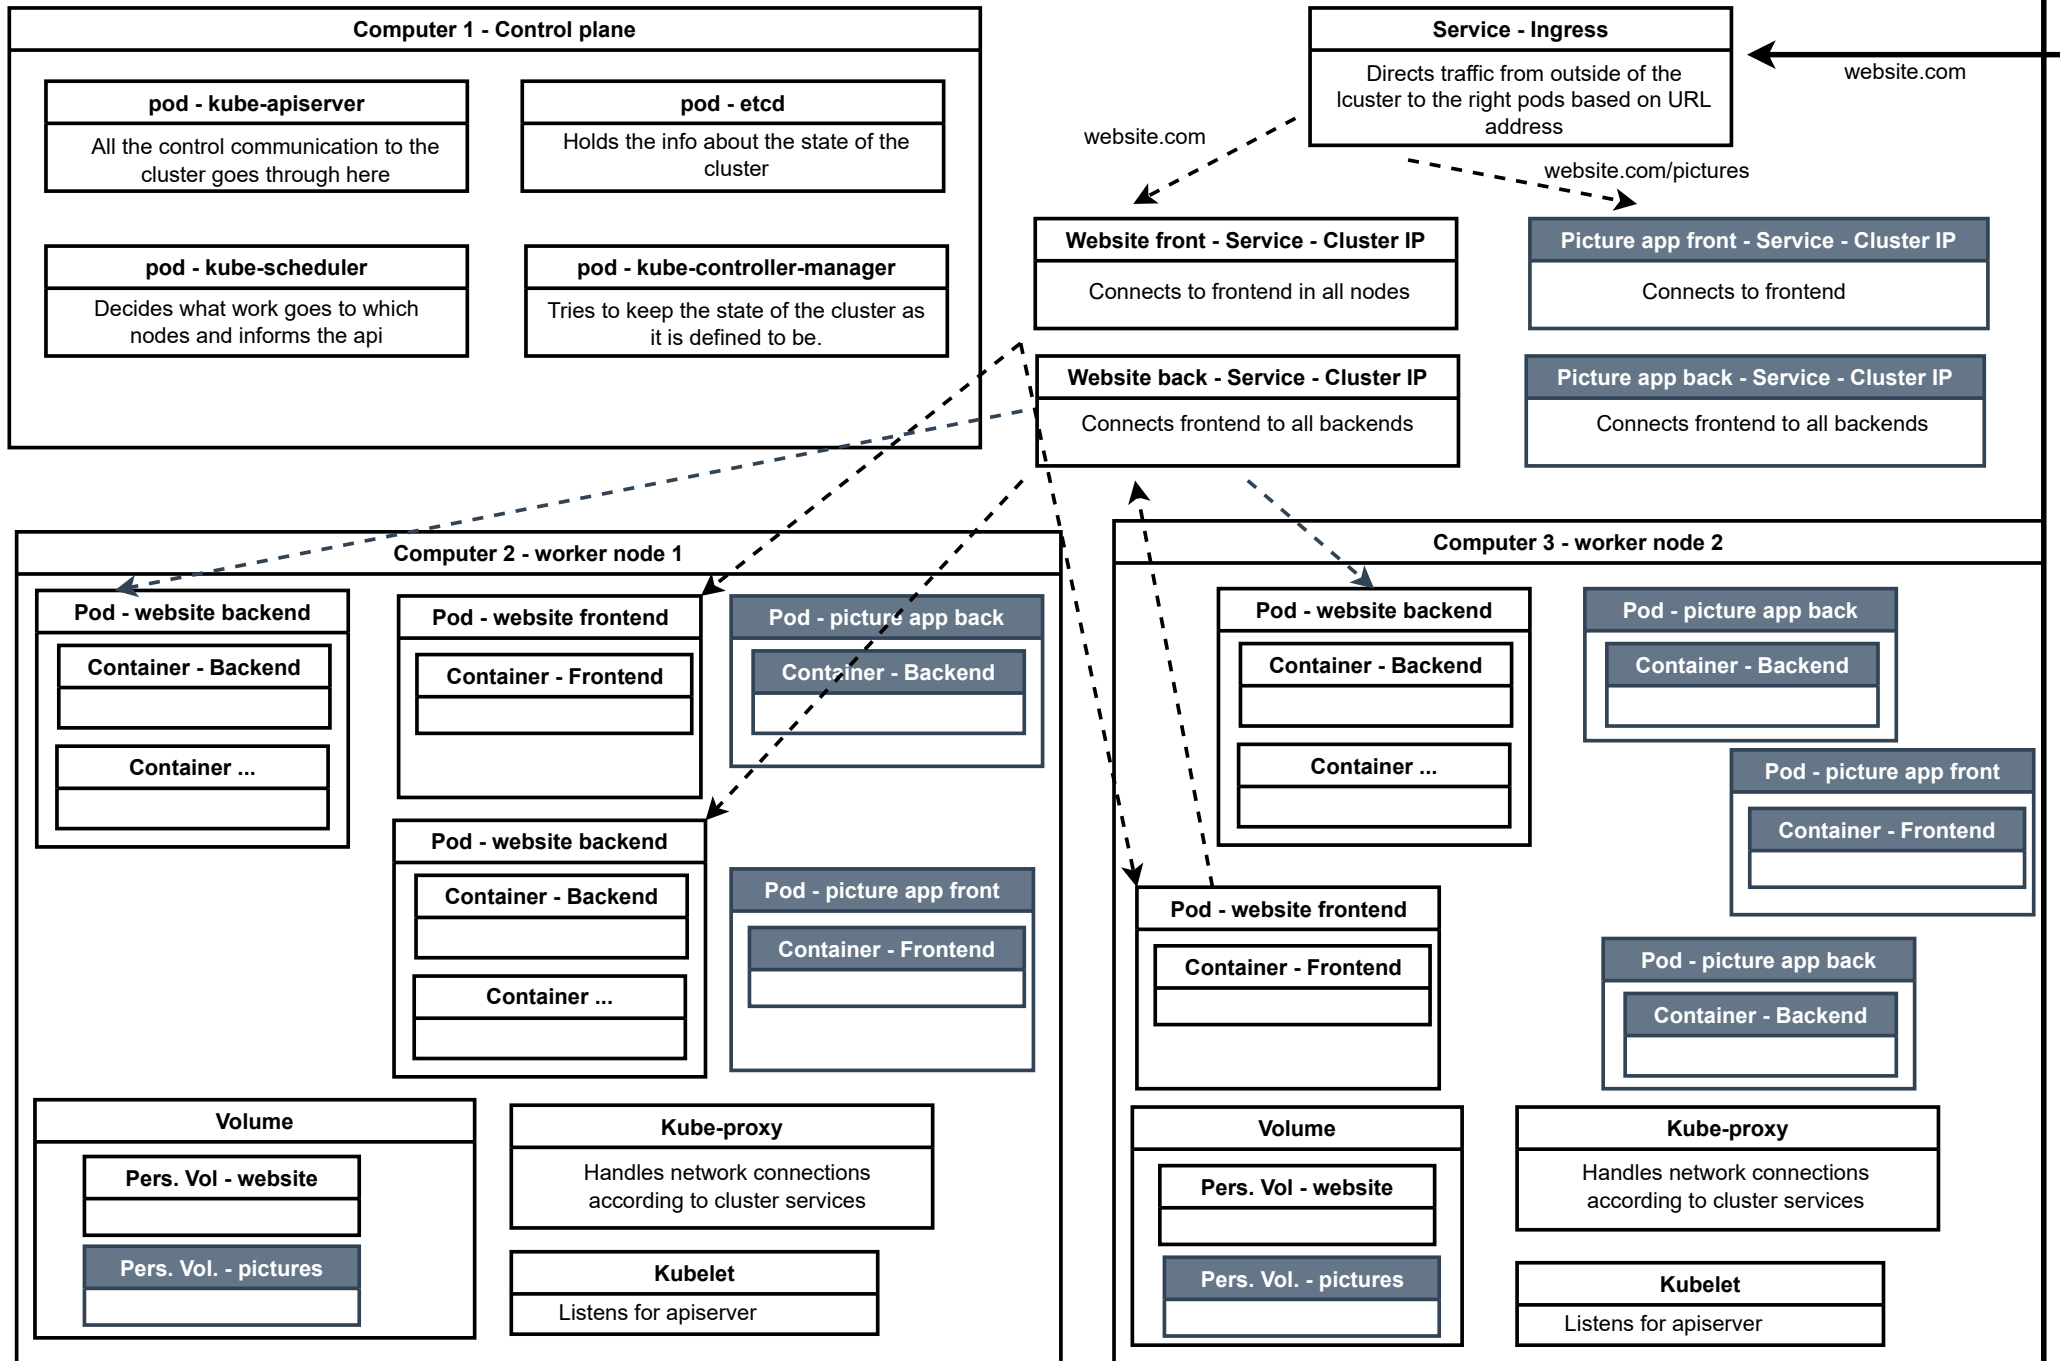 Computer 1 - Control plane
pod - kube-apiserver
All the control communication to the
cluster goes through here
pod - etcd
Holds the info about the state of the
cluster
pod - kube-scheduler
Decides what work goes to which
nodes and informs the api
pod - kube-controller-manager
Tries to keep the state of the cluster as
it is defined to be.
Service - Ingress
Directs traffic from outside of the
lcuster to the right pods based on URL
address
website.com
website.com
website.com/pictures
Website front - Service - Cluster IP
Connects to frontend in all nodes
Picture app front - Service - Cluster IP
Connects to frontend
Website back - Service - Cluster IP
Connects frontend to all backends
Picture app back - Service - Cluster IP
Connects frontend to all backends
Computer 2 - worker node 1
Pod - website backend
Container - Backend
Container ...
Pod - website frontend
Container - Frontend
Pod - picture app back
Container - Backend
Pod - website backend
Container - Backend
Container ...
Pod - picture app front
Container - Frontend
Volume
Pers. Vol - website
Pers. Vol. - pictures
Kube-proxy
Handles network connections
according to cluster services
Kubelet
Listens for apiserver
Computer 3 - worker node 2
Pod - website backend
Container - Backend
Container ...
Pod - picture app back
Container - Backend
Pod - picture app front
Container - Frontend
Pod - website frontend
Container - Frontend
Pod - picture app back
Container - Backend
Volume
Pers. Vol - website
Pers. Vol. - pictures
Kube-proxy
Handles network connections
according to cluster services
Kubelet
Listens for apiserver